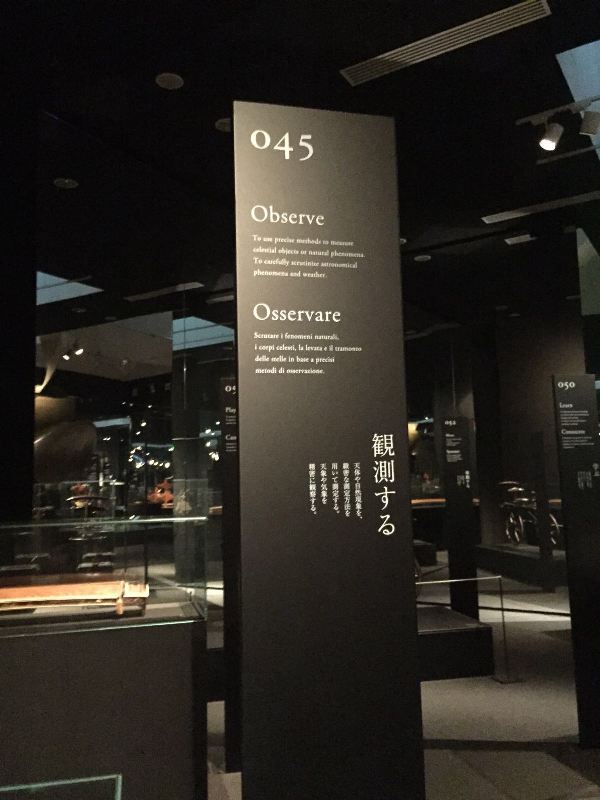 045
Observe
To use precise methods to measure
celestial objects or natural phenomena.
To carefully scrutinize astronomical
phenomena and weather.
Osservare
Scrutare i fenomeni naturali,
i corpi celesti, la levata e il tramonto
delle stelle in base a precisi
metodi di osservazione.
観測する
天体や自然現象を、
厳密な測定方法を
用いて測定する。
天象や気象を
精密に観察する。
050
Learn
052